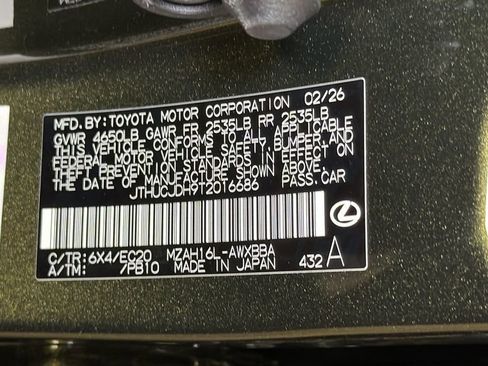 MFD. BY: TOYOTA MOTOR CORPORATION 02/26
GVWR 4650LB GAWR FR 2535LB RR 2535LB
THIS VEHICLE CONFORMS TO ALL APPLICABLE
FEDERAL MOTOR VEHICLE SAFETY, BUMPER, AND
THEFT PREVENTION STANDARDS IN EFFECT ON
THE DATE OF MANUFACTURE SHOWN ABOVE.
JTHUCJDH9T2016686 PASS.CAR
C/TR: 6X4/EC20 MZAH16L-AWXBBA
A/TM: /PB10 MADE IN JAPAN 432 A